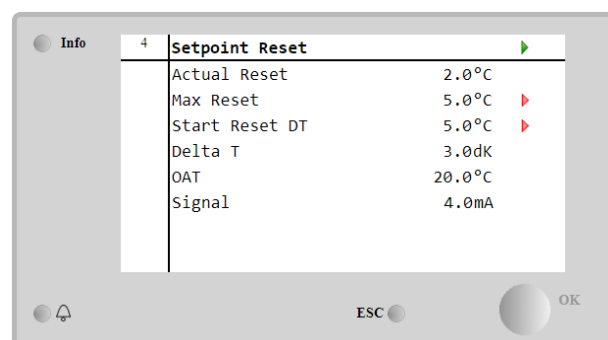 Info
4 Setpoint Reset
Actual Reset 2.0°C
Max Reset 5.0°C
Start Reset DT 5.0°C
Delta T 3.0dK
OAT 20.0°C
Signal 4.0mA
ESC
OK